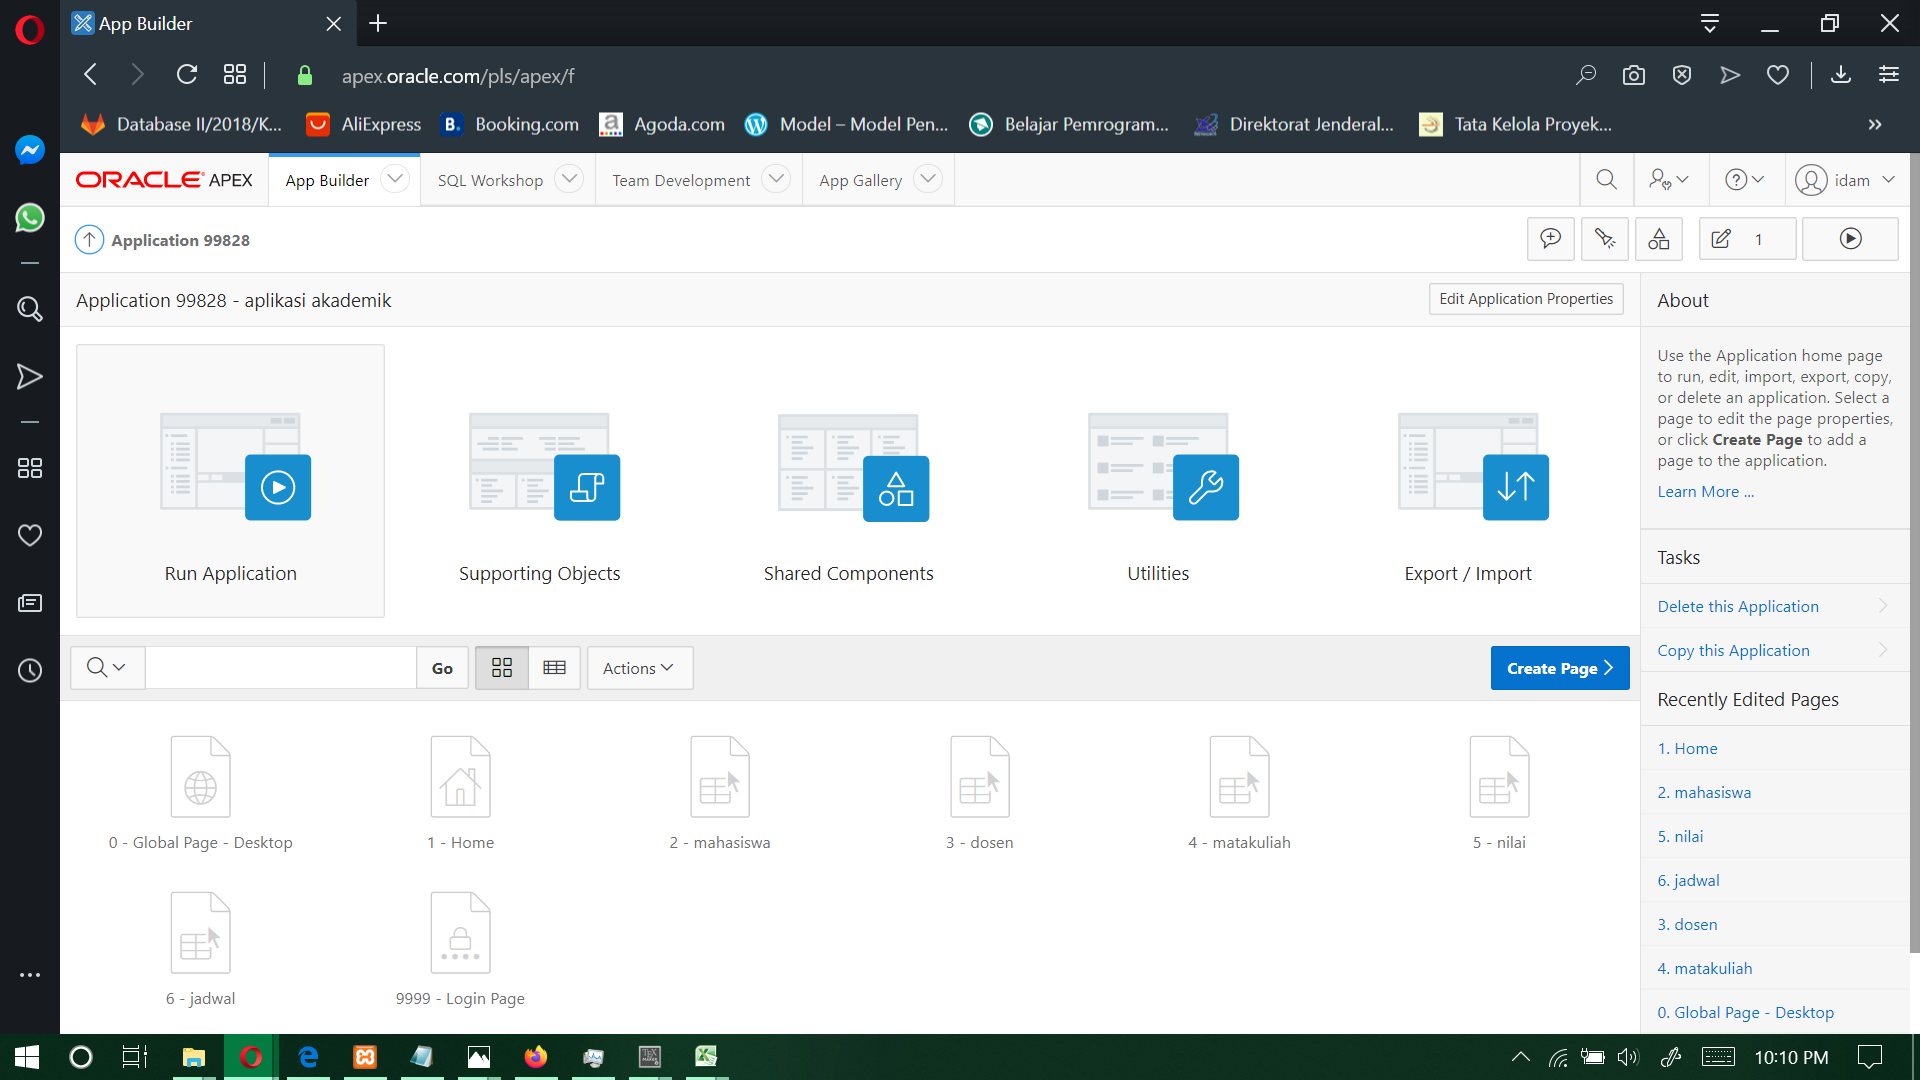 App Builder
apex.oracle.com/pls/apex/f
Database II/2018/K...
AliExpress
B.
Booking.com
a
Agoda.com
Model – Model Pen...
Belajar Pemrogram...
Direktorat Jenderal...
Tata Kelola Proyek...
ORACLE APEX
App Builder
SQL Workshop
Team Development
App Gallery
idam
Application 99828
1
Application 99828 - aplikasi akademik
Edit Application Properties
Run Application
Supporting Objects
Shared Components
Utilities
Export / Import
Go
Actions
Create Page
0 - Global Page - Desktop
1 - Home
2 - mahasiswa
3 - dosen
4 - matakuliah
5 - nilai
6 - jadwal
9999 - Login Page
About
Use the Application home page
to run, edit, import, export, copy,
or delete an application. Select a
page to edit the page properties,
or click Create Page to add a
page to the application.
Learn More ...
Tasks
Delete this Application
Copy this Application
Recently Edited Pages
1. Home
2. mahasiswa
5. nilai
6. jadwal
3. dosen
4. matakuliah
0. Global Page - Desktop
10:10 PM